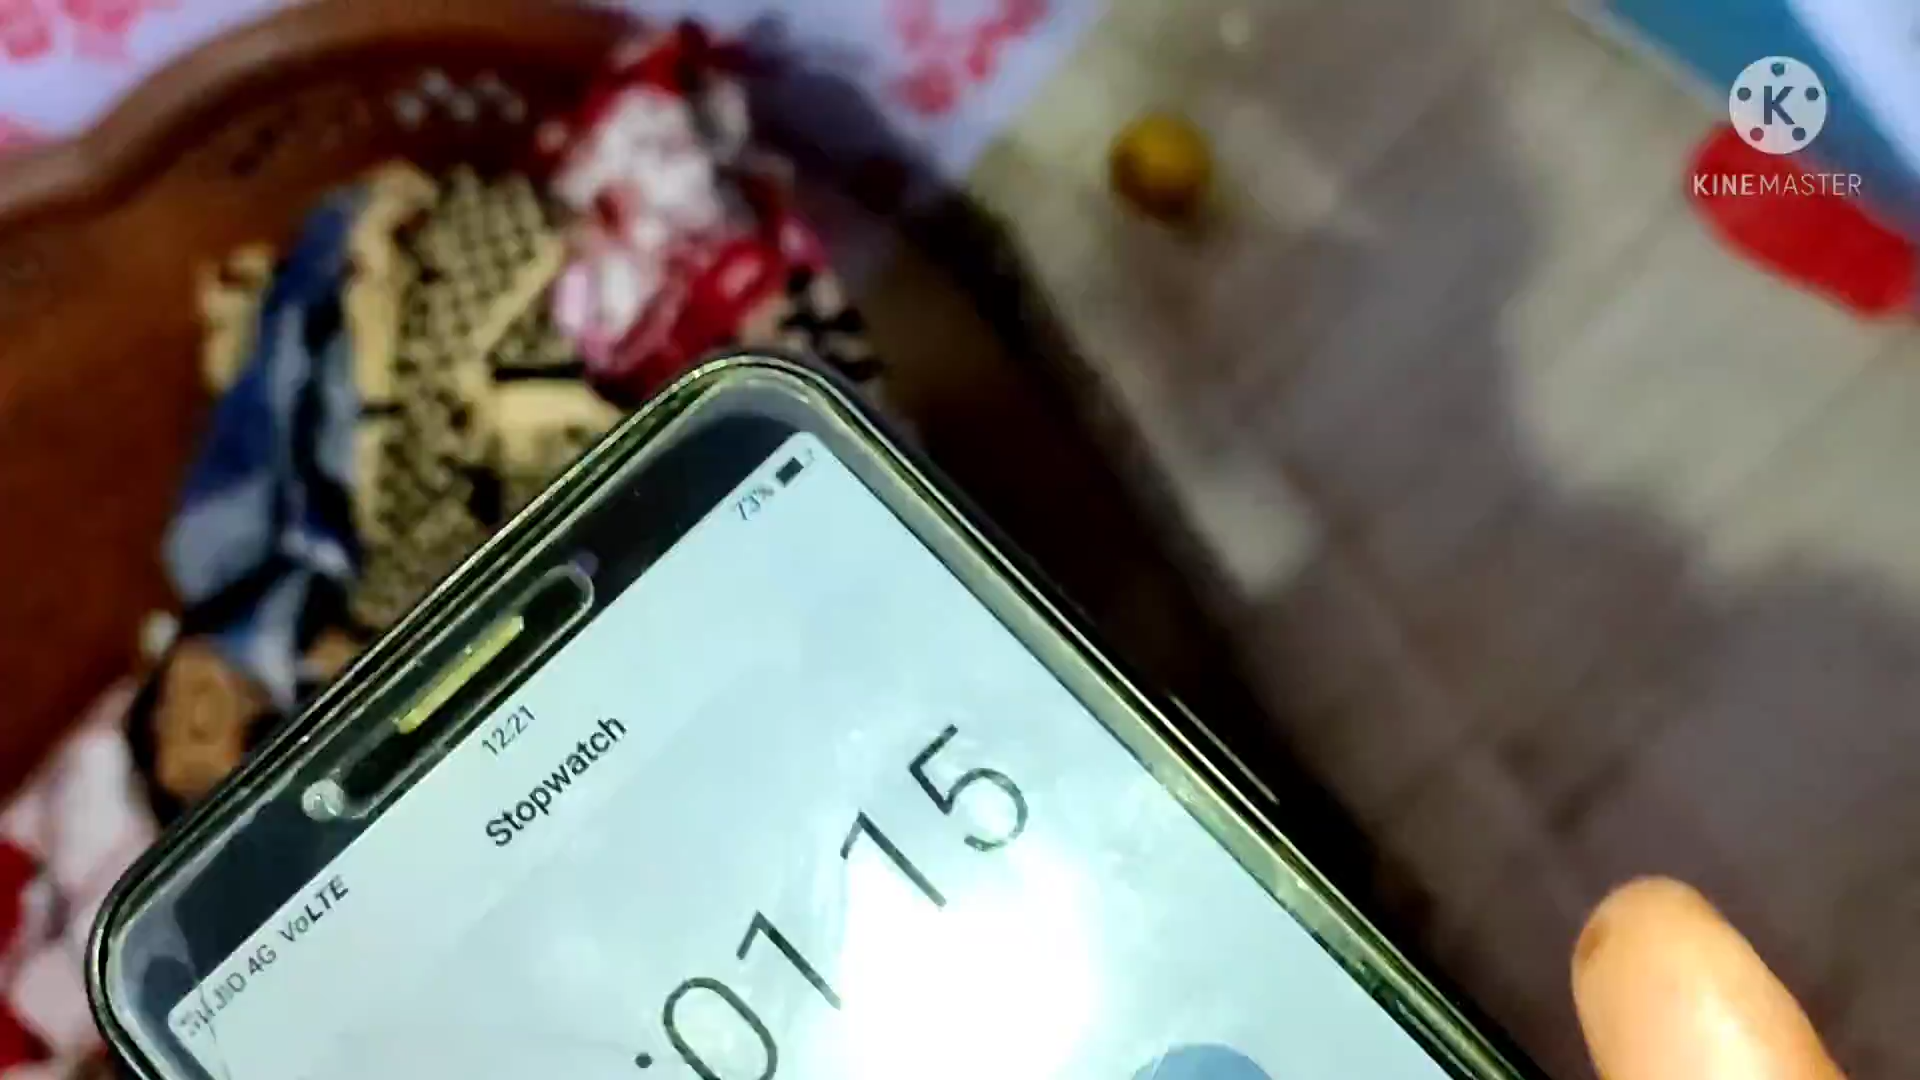 KINEMASTER
JIO 4G VoLTE
12:21
73%
Stopwatch
:01 15